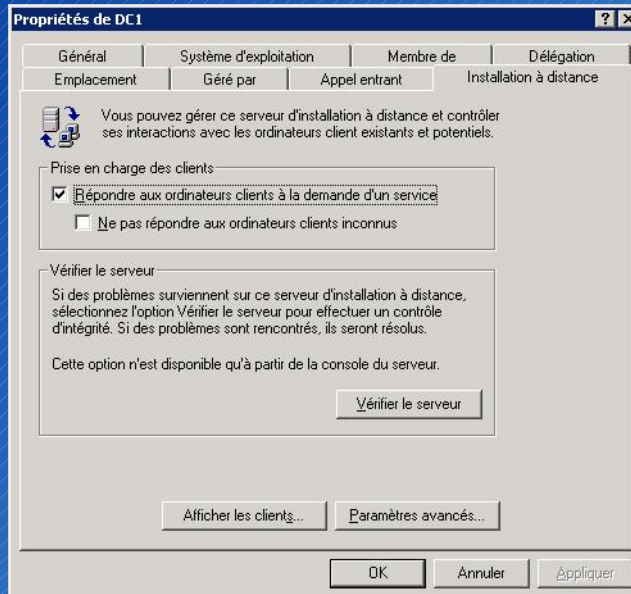 Propriétés de DC1
Général
Système d'exploitation
Membre de
Délégation
Emplacement
Géré par
Appel entrant
Installation à distance
Vous pouvez gérer ce serveur d'installation à distance et contrôler
ses interactions avec les ordinateurs client existants et potentiels.
Prise en charge des clients
Répondre aux ordinateurs clients à la demande d'un service
Ne pas répondre aux ordinateurs clients inconnus
Vérifier le serveur
Si des problèmes surviennent sur ce serveur d'installation à distance,
sélectionnez l'option Vérifier le serveur pour effectuer un contrôle
d'intégrité. Si des problèmes sont rencontrés, ils seront résolus.
Cette option n'est disponible qu'à partir de la console du serveur.
Vérifier le serveur
Afficher les clients...
Paramètres avancés...
OK
Annuler
Appliquer